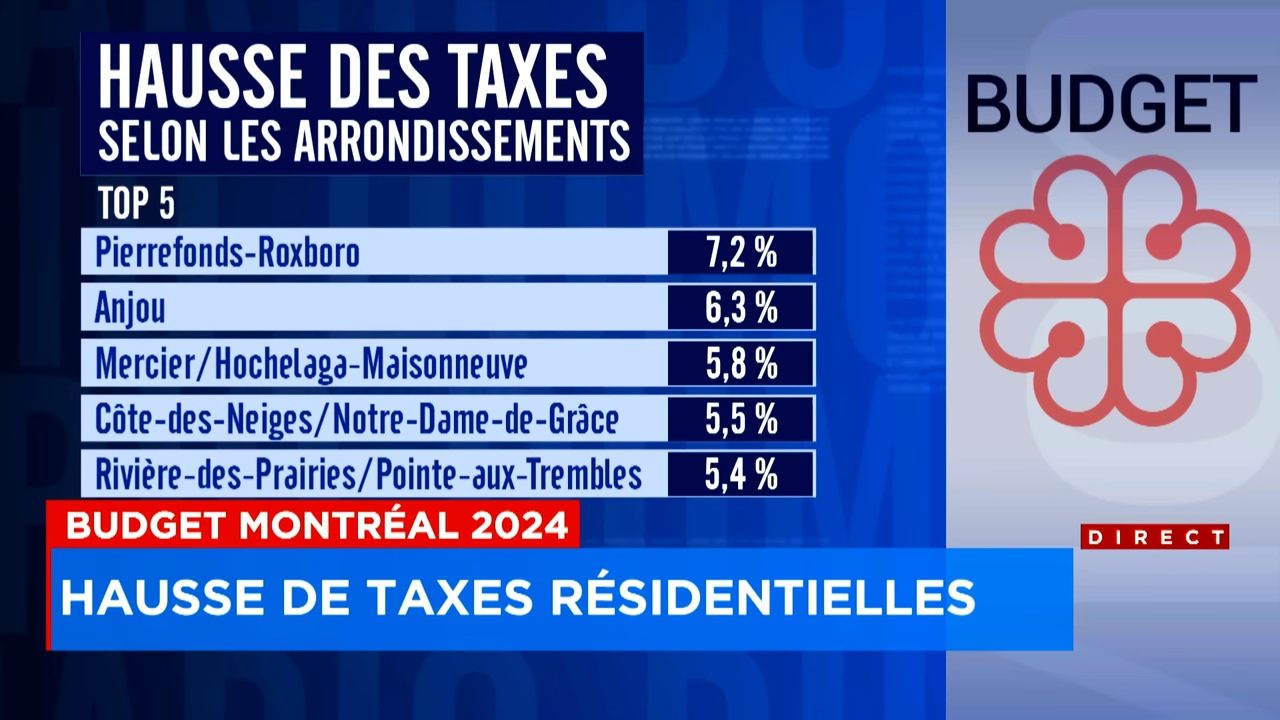 HAUSSE DES TAXES
SELON LES ARRONDISSEMENTS
TOP 5
Pierrefonds-Roxboro 7,2 %
Anjou 6,3 %
Mercier/Hochelaga-Maisonneuve 5,8 %
Côte-des-Neiges/Notre-Dame-de-Grâce 5,5 %
Rivière-des-Prairies/Pointe-aux-Trembles 5,4 %
BUDGET MONTRÉAL 2024
HAUSSE DE TAXES RÉSIDENTIELLES
BUDGET
DIRECT